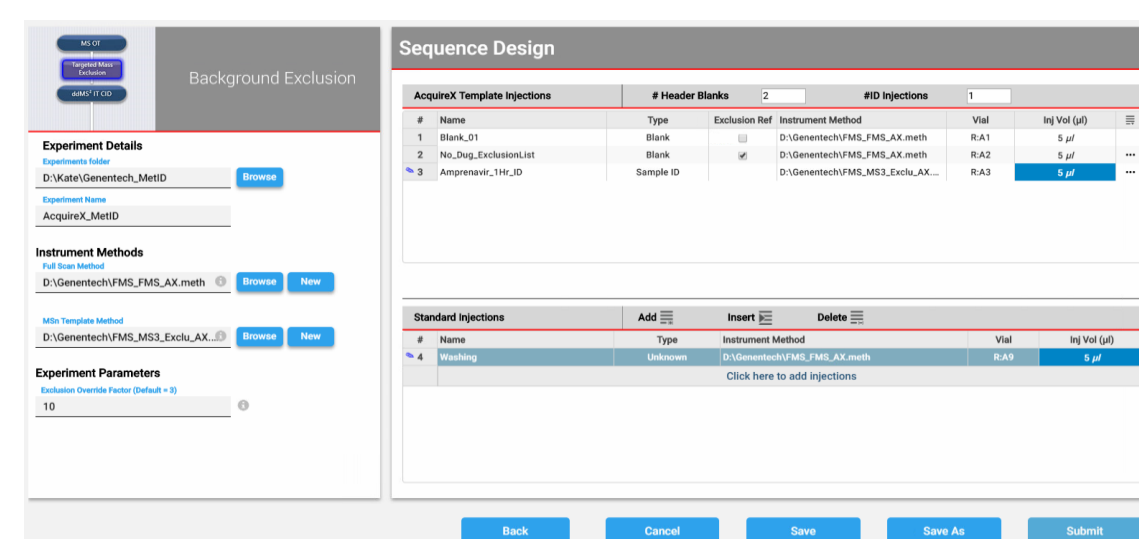 MS OT
Targeted Mass
Exclusion
ddMS² IT CID
Background Exclusion
Experiment Details
Experiments folder
D:\Kate\Genentech_MetID
Browse
Experiment Name
AcquireX_MetID
Instrument Methods
Full Scan Method
D:\Genentech\FMS_FMS_AX.meth
Browse New
MSn Template Method
D:\Genentech\FMS_MS3_Exclu_AX...
Browse New
Experiment Parameters
Exclusion Override Factor (Default = 3)
10
Sequence Design
AcquireX Template Injections # Header Blanks 2 #ID Injections 1
# Name Type Exclusion Ref Instrument Method Vial Inj Vol (µl)
1 Blank_01 Blank D:\Genentech\FMS_FMS_AX.meth R:A1 5 µl
2 No_Dug_ExclusionList Blank D:\Genentech\FMS_FMS_AX.meth R:A2 5 µl ...
3 Amprenavir_1Hr_ID Sample ID D:\Genentech\FMS_MS3_Exclu_AX.... R:A3 5 µl ...
Standard Injections Add Insert Delete
# Name Type Instrument Method Vial Inj Vol (µl)
4 Washing Unknown D:\Genentech\FMS_FMS_AX.meth R:A9 5 µl
Click here to add injections
Back Cancel Save Save As Submit